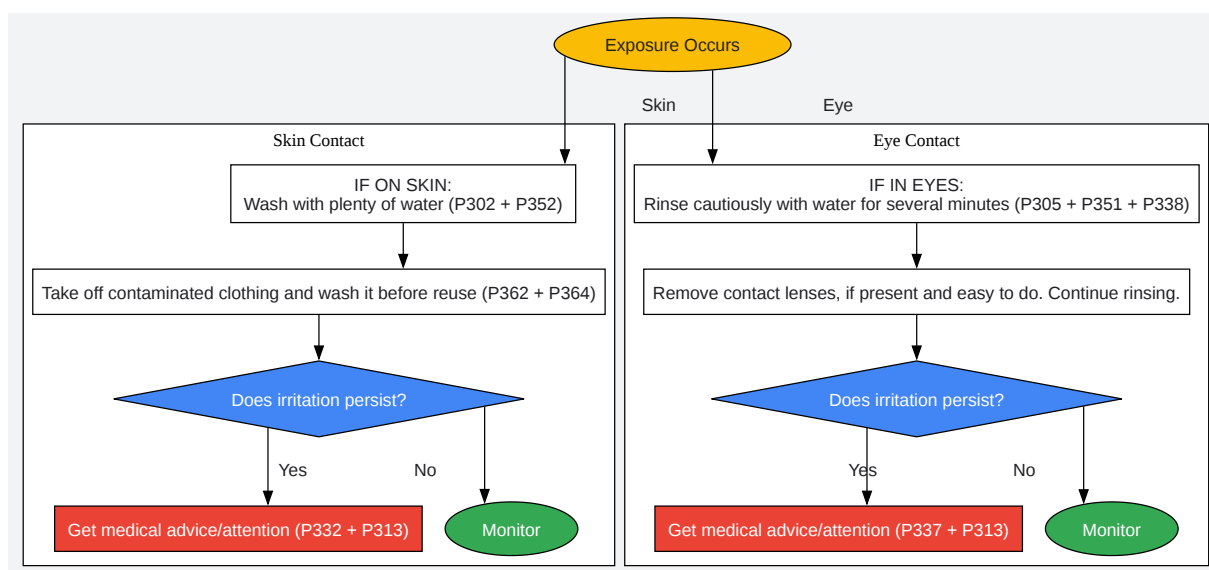 Exposure Occurs
Skin
Eye
Skin Contact
IF ON SKIN:
Wash with plenty of water (P302 + P352)
Take off contaminated clothing and wash it before reuse (P362 + P364)
Does irritation persist?
Yes
No
Get medical advice/attention (P332 + P313)
Monitor
Eye Contact
IF IN EYES:
Rinse cautiously with water for several minutes (P305 + P351 + P338)
Remove contact lenses, if present and easy to do. Continue rinsing.
Does irritation persist?
Yes
No
Get medical advice/attention (P337 + P313)
Monitor